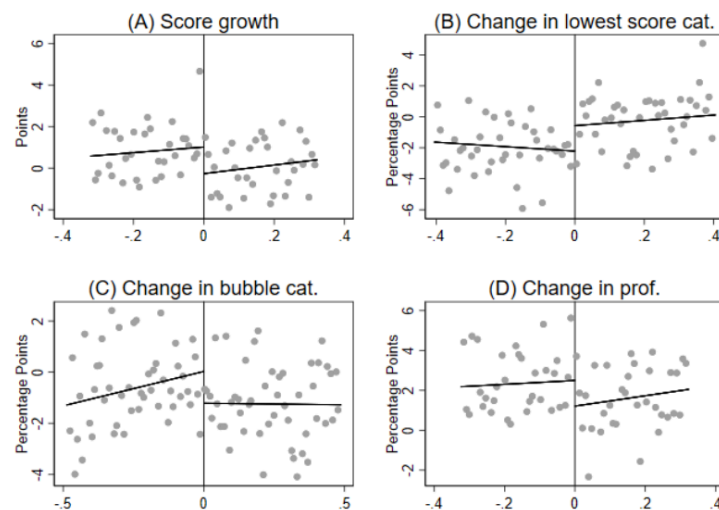 (A) Score growth
Points
6
4
2
0
-2
-.4 -.2 0 .2 .4
(B) Change in lowest score cat.
Percentage Points
4
2
0
-2
-4
-6
-.4 -.2 0 .2 .4
(C) Change in bubble cat.
Percentage Points
2
0
-2
-4
-.5 0 .5
(D) Change in prof.
Percentage Points
6
4
2
0
2
-.4 -.2 0 .2 .4